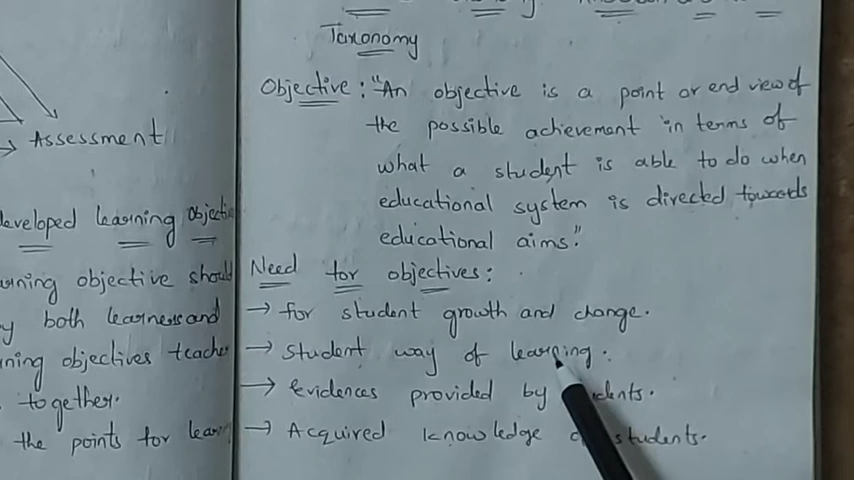 Assessment
developed learning objecti
objective should
both learners and
objectives teacher
together.
the points for
Taxonomy
Objective : "An objective is a point or end view of
the possible achievement in terms of
what a student is able to do when
educational system is directed towards
educational aims."
Need for objectives :
→ for student growth and change.
→ Student way of learning.
→ Evidences provided by
→ Acquired knowledge students.